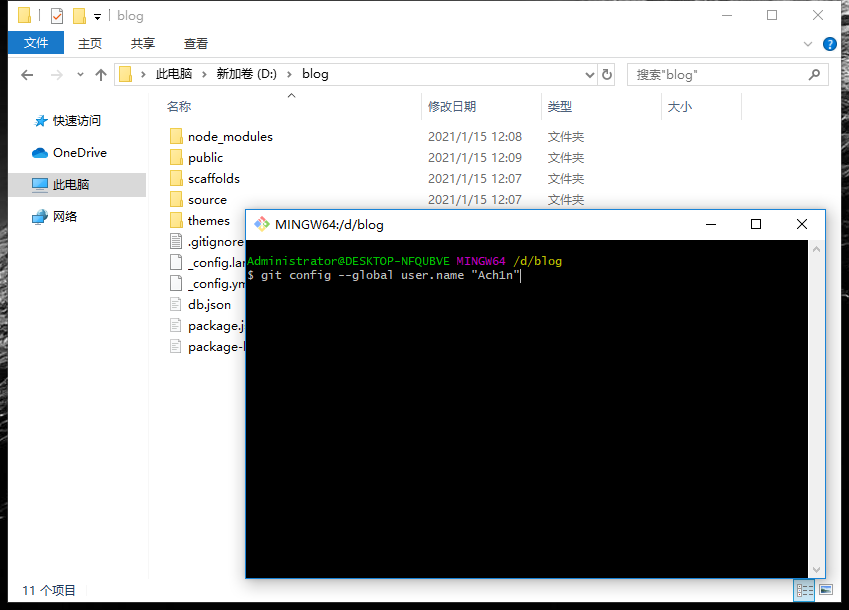 blog
文件 主页 共享 查看
此电脑 新加卷 (D:) blog
搜索"blog"
名称 修改日期 类型 大小
快速访问
OneDrive
此电脑
网络
node_modules 2021/1/15 12:08 文件夹
public 2021/1/15 12:09 文件夹
scaffolds 2021/1/15 12:07 文件夹
source 2021/1/15 12:07 文件夹
themes
.gitignore
_config.lan
_config.ym
db.json
package.j
package-l
MINGW64:/d/blog
Administrator@DESKTOP-NFQUBVE MINGW64 /d/blog
$ git config --global user.name "Ach1n"
11 个项目